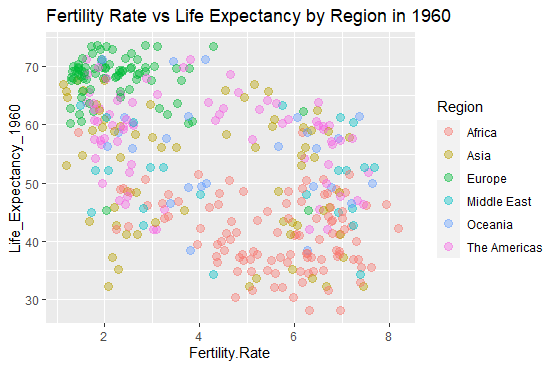 Fertility Rate vs Life Expectancy by Region in 1960
Life_Expectancy_1960
70
60
50
40
30
2 4 6 8
Fertility.Rate
Region
Africa
Asia
Europe
Middle East
Oceania
The Americas